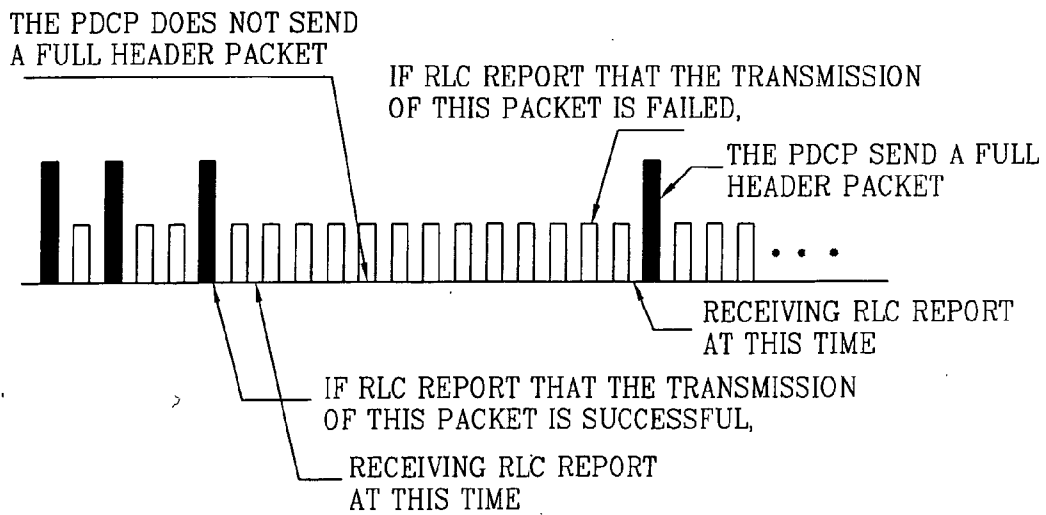 THE PDCP DOES NOT SEND
A FULL HEADER PACKET
IF RLC REPORT THAT THE TRANSMISSION
OF THIS PACKET IS FAILED,
THE PDCP SEND A FULL
HEADER PACKET
RECEIVING RLC REPORT
AT THIS TIME
IF RLC REPORT THAT THE TRANSMISSION
OF THIS PACKET IS SUCCESSFUL,
RECEIVING RLC REPORT
AT THIS TIME